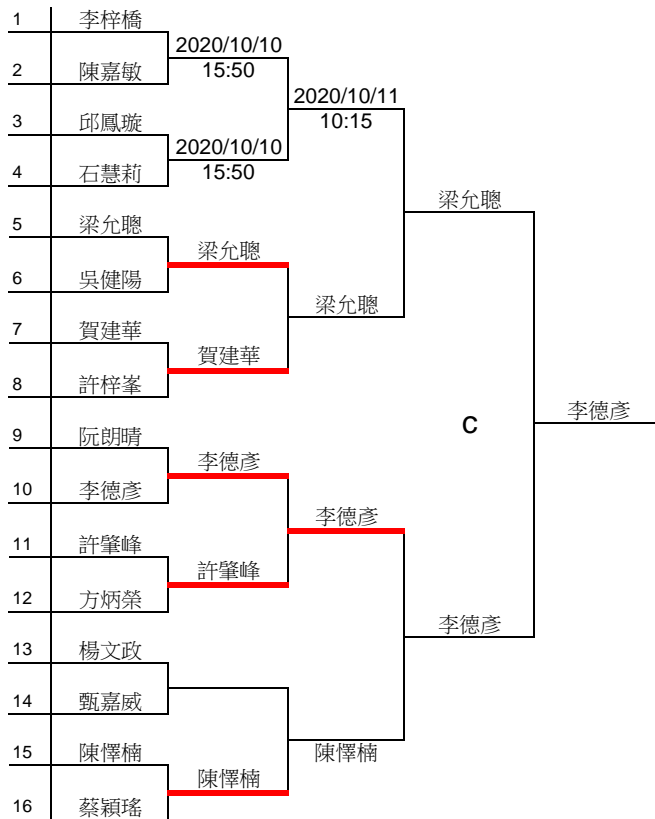 1 李梓橋
2020/10/10
2 陳嘉敏 15:50
2020/10/11
3 邱鳳璇 10:15
2020/10/10
4 石慧莉 15:50
梁允聰
5 梁允聰
梁允聰
6 吳健陽
梁允聰
7 賀建華
賀建華
8 許梓峯
李德彥
C
9 阮朗晴
李德彥
10 李德彥
李德彥
11 許肇峰
許肇峰
12 方炳榮
李德彥
13 楊文政
14 甄嘉威
15 陳懌楠 陳懌楠
陳懌楠
16 蔡穎瑤